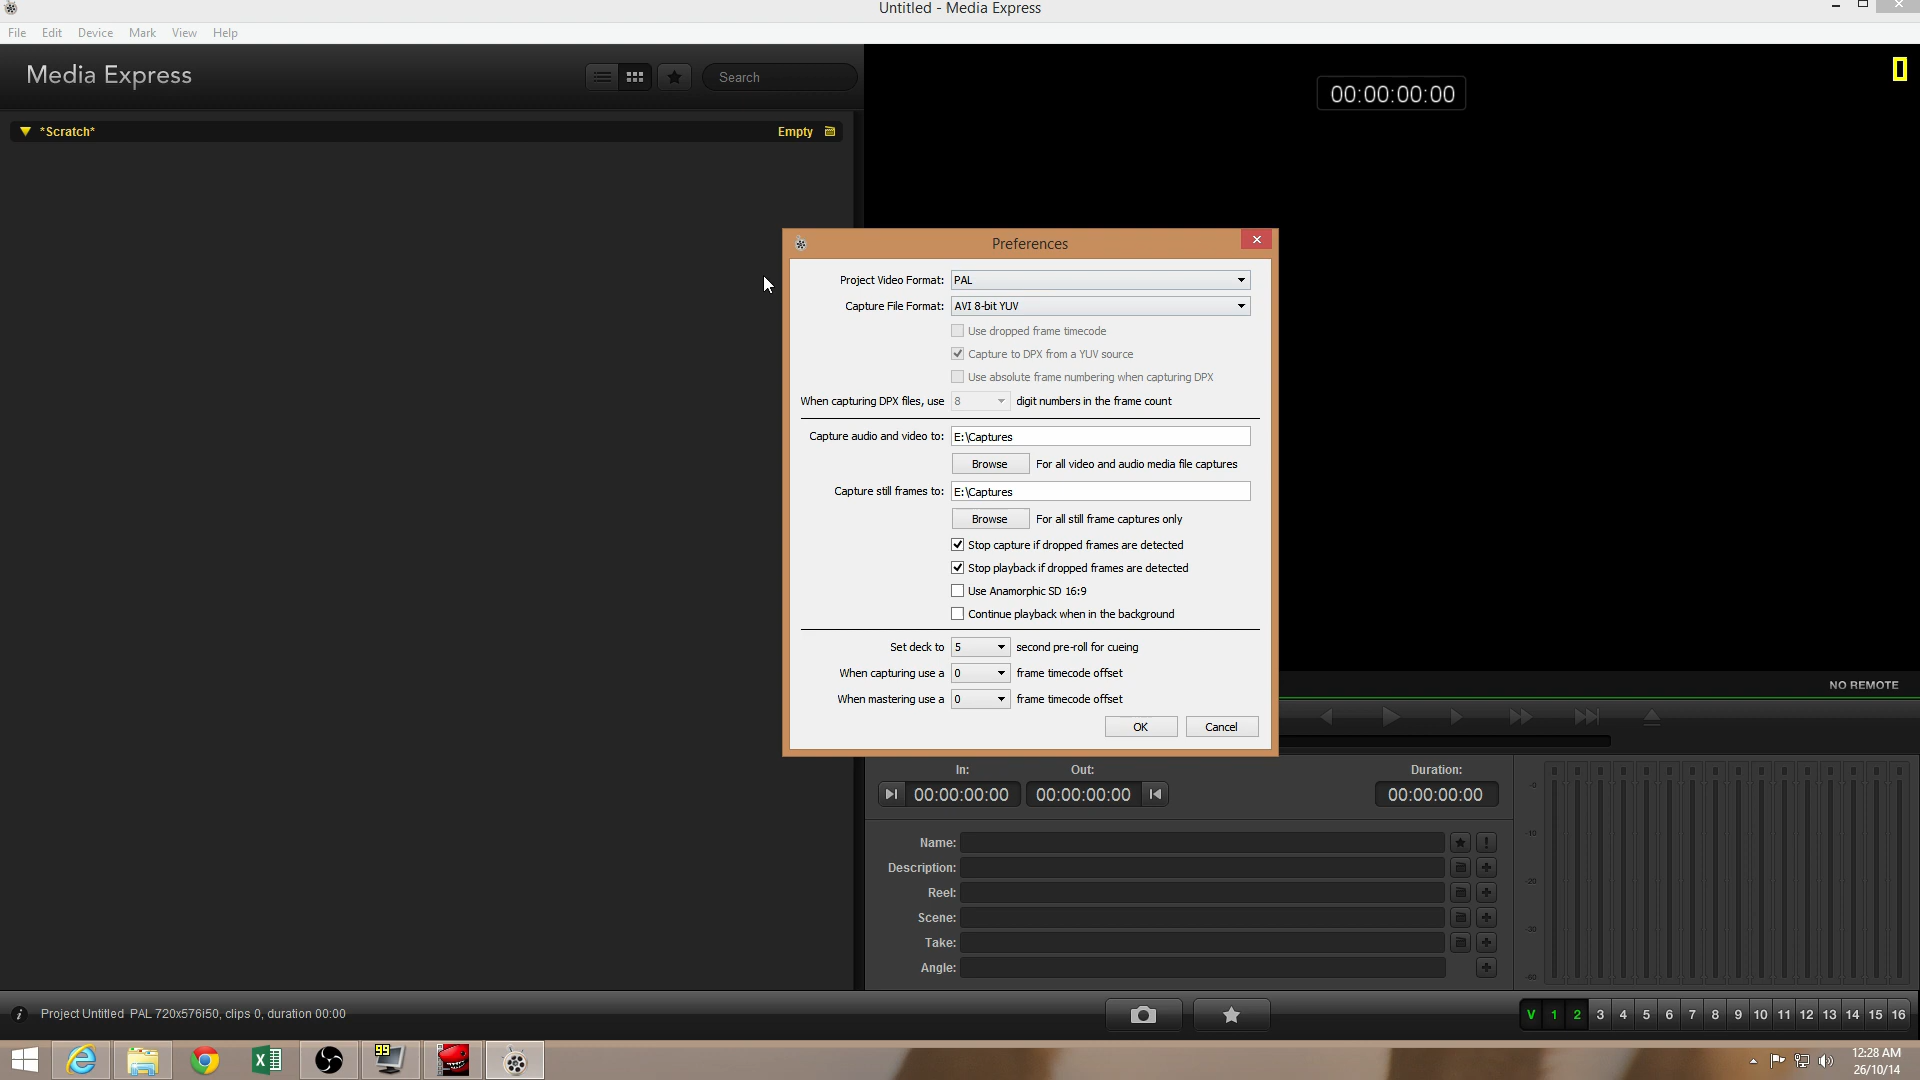 Untitled - Media Express
File Edit Device Mark View Help
Media Express
Search
00:00:00:00
*Scratch* Empty
Preferences
Project Video Format: PAL
Capture File Format: AVI 8-bit YUV
Use dropped frame timecode
Capture to DPX from a YUV source
Use absolute frame numbering when capturing DPX
When capturing DPX files, use 8 digit numbers in the frame count
Capture audio and video to: E:\Captures
Browse For all video and audio media file captures
Capture still frames to: E:\Captures
Browse For all still frame captures only
Stop capture if dropped frames are detected
Stop playback if dropped frames are detected
Use Anamorphic SD 16:9
Continue playback when in the background
Set deck to 5 second pre-roll for cueing
When capturing use a 0 frame timecode offset
When mastering use a 0 frame timecode offset
OK Cancel
NO REMOTE
In: Out: Duration:
00:00:00:00 00:00:00:00 00:00:00:00
Name:
Description:
Reel:
Scene:
Take:
Angle:
-0
-10
-20
-30
-60
Project Untitled PAL 720x576i50, clips 0, duration 00:00
V 1 2 3 4 5 6 7 8 9 10 11 12 13 14 15 16
99
12:28 AM
26/10/14